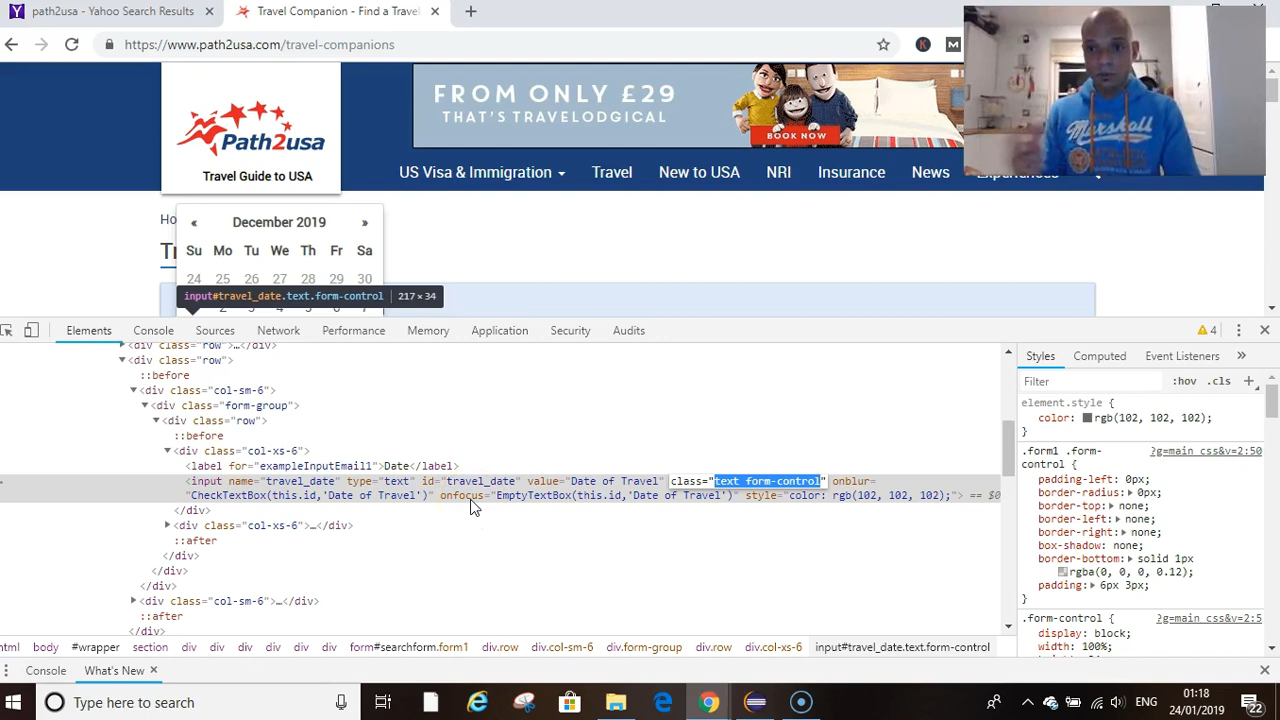 path2usa - Yahoo Search Results
Travel Companion - Find a Travel
https://www.path2usa.com/travel-companions
Path2usa
Travel Guide to USA
FROM ONLY £29
THAT'S TRAVELODGICAL
BOOK NOW
US Visa & Immigration
Travel
New to USA
NRI
Insurance
News
Marshall
« December 2019 »
Su Mo Tu We Th Fr Sa
24 25 26 27 28 29 30
input#travel_date.text.form-control 217 × 34
Elements Console Sources Network Performance Memory Application Security Audits 4
<div class="row">…</div>
<div class="row">
::before
<div class="col-sm-6">
<div class="form-group">
<div class="row">
::before
<div class="col-xs-6">
<label for="exampleInputEmail1">Date</label>
<input name="travel_date" type="text" id="travel_date" value="Date of Travel" class="text form-control" onblur=
"CheckTextBox(this.id,'Date of Travel')" onfocus="EmptyTextBox(this.id,'Date of Travel')" style="color: rgb(102, 102, 102);"> == $0
</div>
<div class="col-xs-6">…</div>
::after
</div>
</div>
</div>
<div class="col-sm-6">…</div>
::after
</div>
Styles Computed Event Listeners »
Filter :hov .cls +
element.style {
color: rgb(102, 102, 102);
}
.form1 .form-control { ?g=main_css&v=2:50
padding-left: 0px;
border-radius: 0px;
border-top: none;
border-left: none;
border-right: none;
box-shadow: none;
border-bottom: solid 1px
rgba(0, 0, 0, 0.12);
padding: 6px 3px;
}
.form-control { ?g=main_css&v=2:5
display: block;
width: 100%;
html body #wrapper section div div div form#searchform.form1 div.row div.col-sm-6 div.form-group div.row div.col-xs-6 input#travel_date.text.form-control
Console What's New ×
Type here to search
ENG
01:18
24/01/2019
22